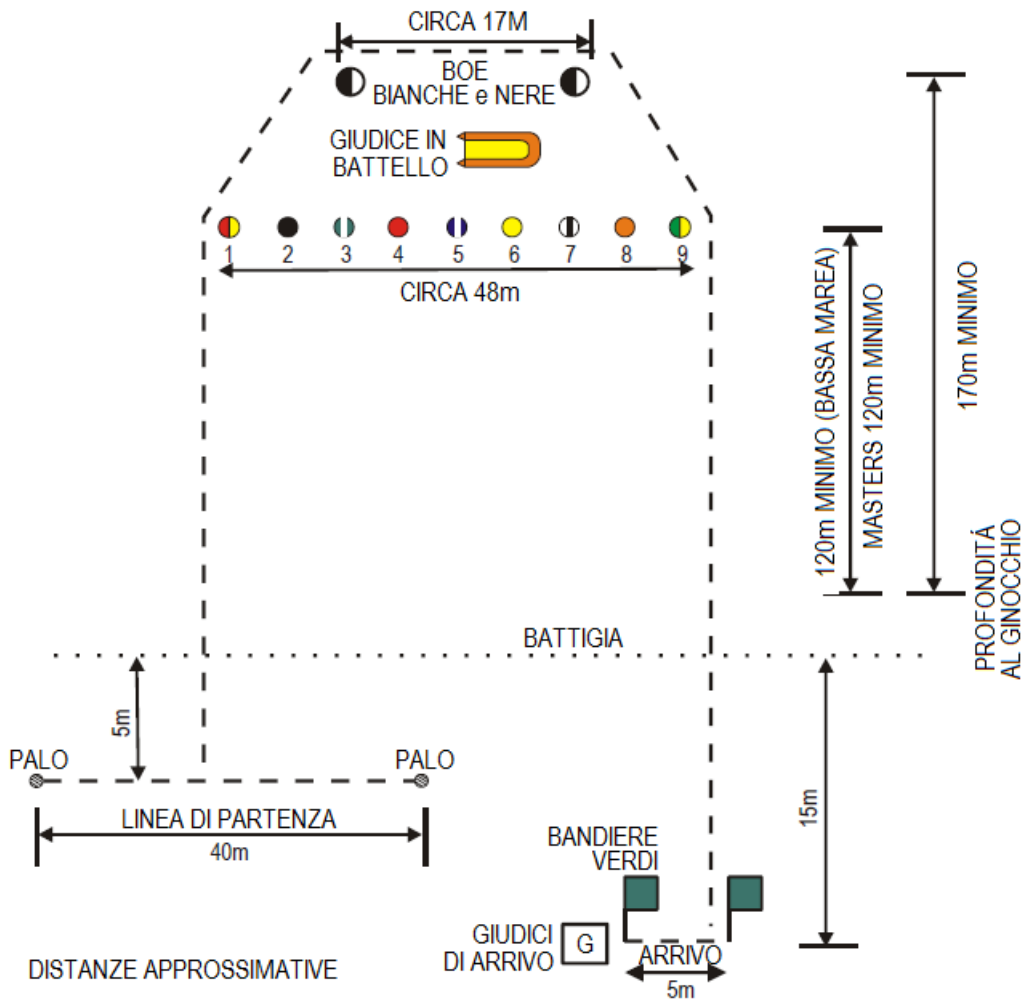 CIRCA 17M
BOE
BIANCHE e NERE
GIUDICE IN
BATTELLO
1 2 3 4 5 6 7 8 9
CIRCA 48m
120m MINIMO (BASSA MAREA)
MASTERS 120m MINIMO
170m MINIMO
PROFONDITÁ
AL GINOCCHIO
BATTIGIA
5m
PALO
PALO
LINEA DI PARTENZA
40m
15m
BANDIERE
VERDI
GIUDICI
DI ARRIVO
G
ARRIVO
5m
DISTANZE APPROSSIMATIVE